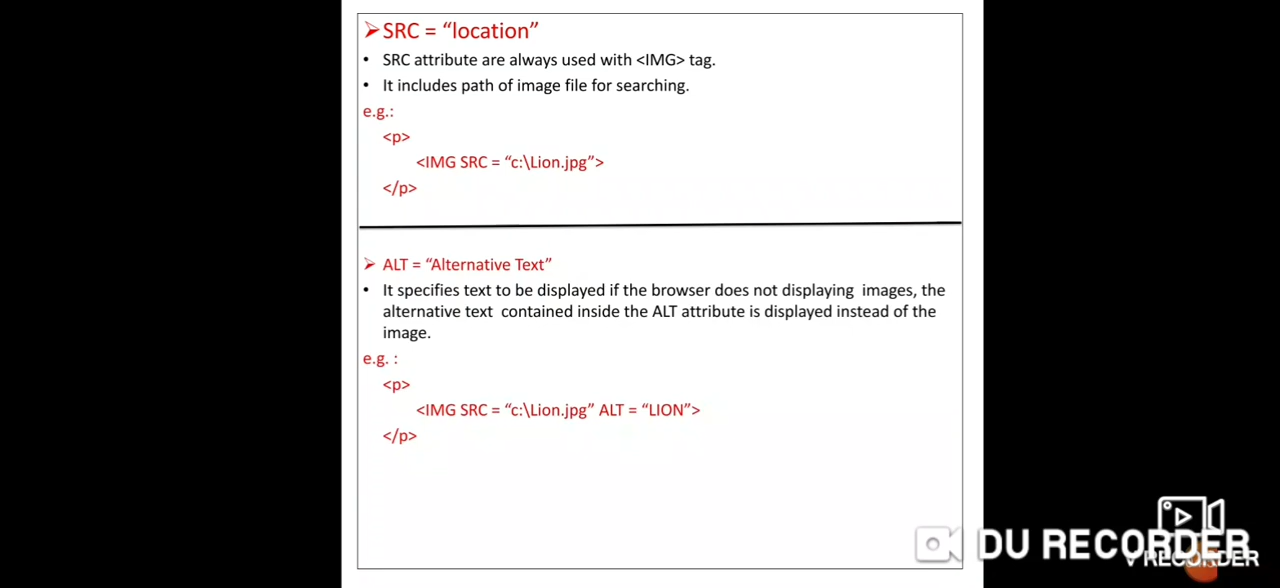 ➢SRC = “location”
• SRC attribute are always used with <IMG> tag.
• It includes path of image file for searching.
e.g.:
<p>
<IMG SRC = “c:\Lion.jpg”>
</p>
➢ ALT = “Alternative Text”
• It specifies text to be displayed if the browser does not displaying images, the
alternative text contained inside the ALT attribute is displayed instead of the
image.
e.g. :
<p>
<IMG SRC = “c:\Lion.jpg” ALT = “LION”>
</p>
DU RECORDER
V RECORDER